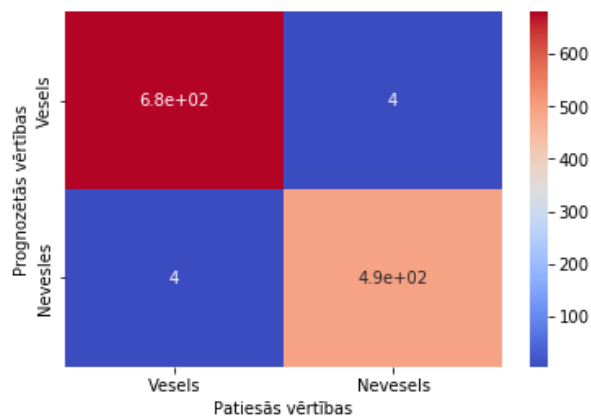 Prognozētās vērtības
Vesels
Nevesles
6.8e+02
4
4
4.9e+02
Vesels
Nevesels
Patiesās vērtības
600
500
400
300
200
100